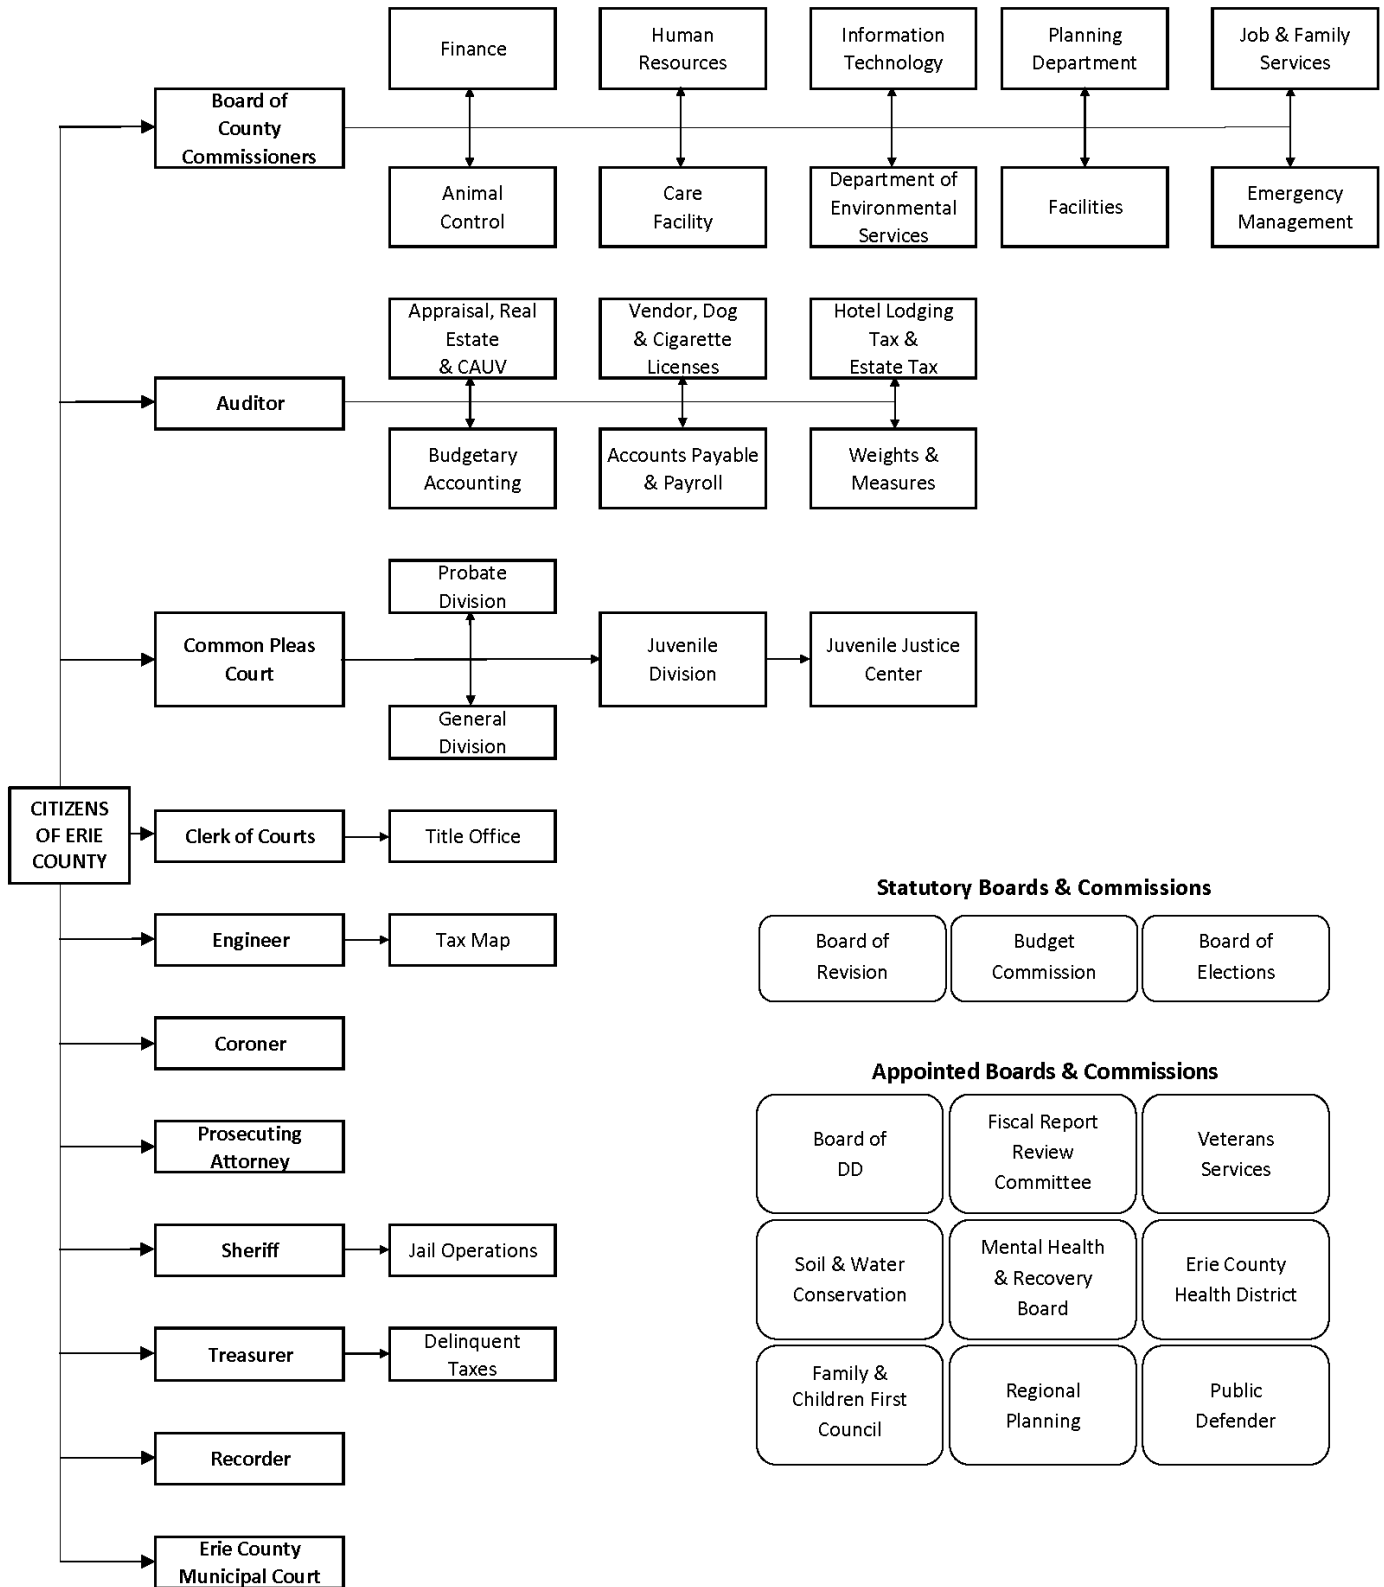 Finance
Human
Resources
Information
Technology
Planning
Department
Job & Family
Services
Board of
County
Commissioners
Animal
Control
Care
Facility
Department of
Environmental
Services
Facilities
Emergency
Management
Appraisal, Real
Estate
& CAUV
Vendor, Dog
& Cigarette
Licenses
Hotel Lodging
Tax &
Estate Tax
Auditor
Budgetary
Accounting
Accounts Payable
& Payroll
Weights &
Measures
Probate
Division
Common Pleas
Court
Juvenile
Division
Juvenile Justice
Center
General
Division
CITIZENS
OF ERIE
COUNTY
Clerk of Courts
Title Office
Engineer
Tax Map
Coroner
Prosecuting
Attorney
Sheriff
Jail Operations
Treasurer
Delinquent
Taxes
Recorder
Erie County
Municipal Court
Statutory Boards & Commissions
Board of
Revision
Budget
Commission
Board of
Elections
Appointed Boards & Commissions
Board of
DD
Fiscal Report
Review
Committee
Veterans
Services
Soil & Water
Conservation
Mental Health
& Recovery
Board
Erie County
Health District
Family &
Children First
Council
Regional
Planning
Public
Defender